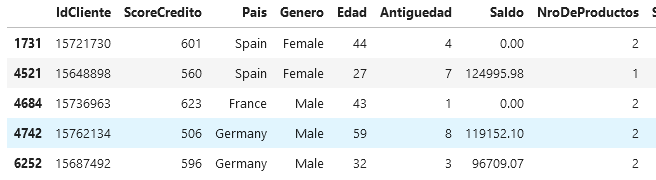 IdCliente ScoreCredito Pais Genero Edad Antiguedad Saldo NroDeProductos
1731 15721730 601 Spain Female 44 4 0.00 2
4521 15648898 560 Spain Female 27 7 124995.98 1
4684 15736963 623 France Male 43 1 0.00 2
4742 15762134 506 Germany Male 59 8 119152.10 2
6252 15687492 596 Germany Male 32 3 96709.07 2